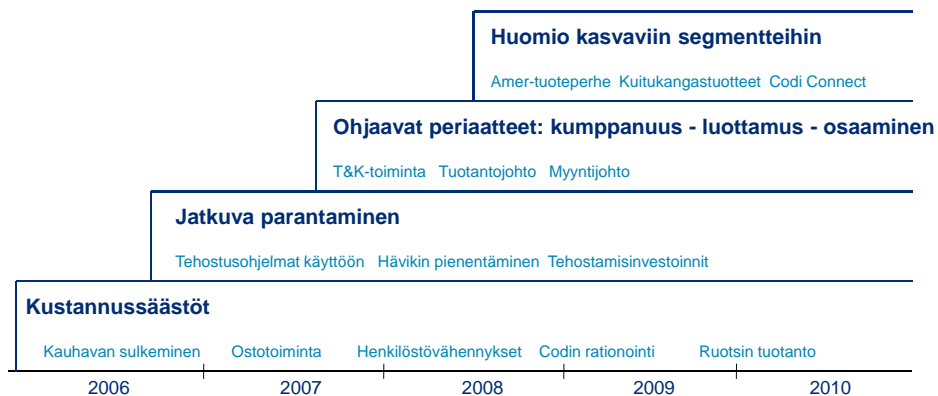 Huomio kasvaviin segmentteihin
Amer-tuoteperhe Kuitukangastuotteet Codi Connect
Ohjaavat periaatteet: kumppanuus - luottamus - osaaminen
T&K-toiminta Tuotantojohto Myyntijohto
Jatkuva parantaminen
Tehostusohjelmat käyttöön Hävikin pienentäminen Tehostamisinvestoinnit
Kustannussäästöt
Kauhavan sulkeminen Ostotoiminta Henkilöstövähennykset Codin rationointi Ruotsin tuotanto
2006 2007 2008 2009 2010